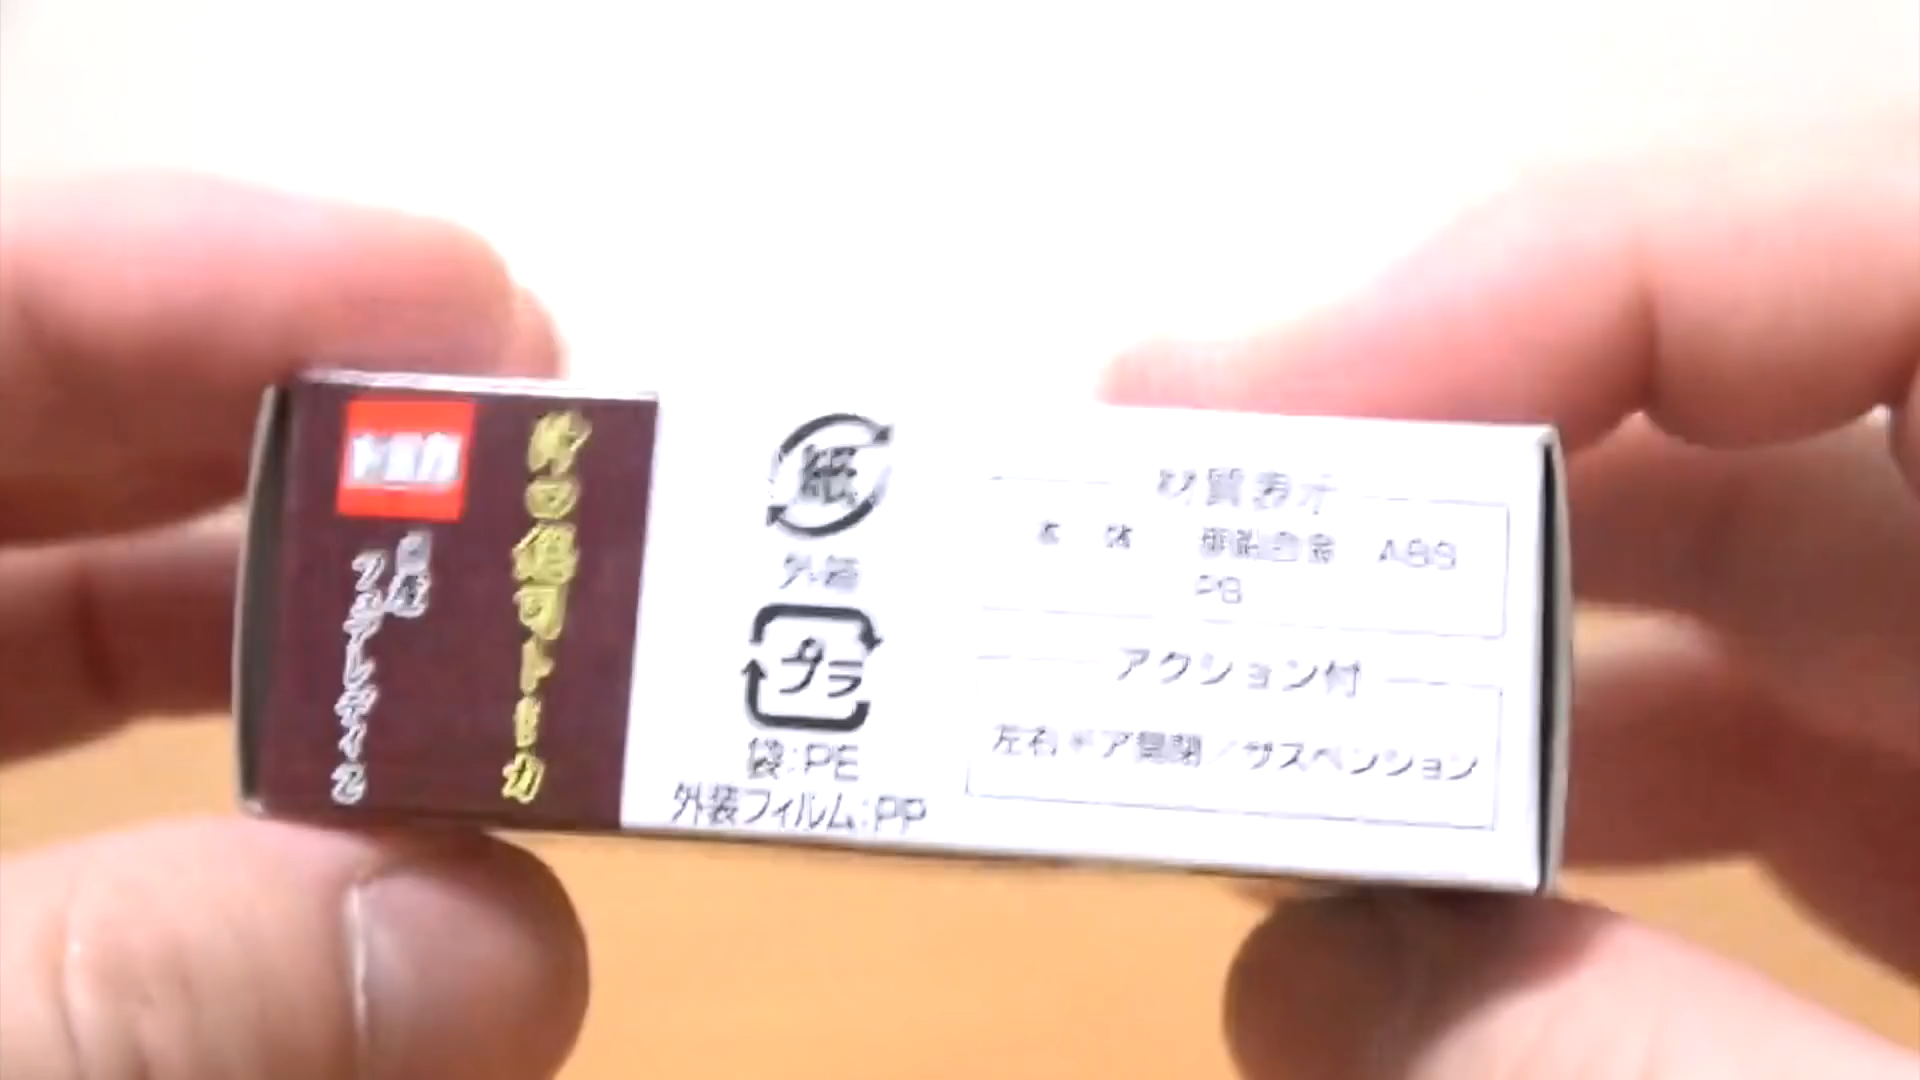 トミカ
日産
フェアレディZ
トミカ
紙
外箱
プラ
袋:PE
外装フィルム:PP
材質表示
本 体 亜鉛合金 ABS
PS
アクション付
左右ドア開閉/サスペンション